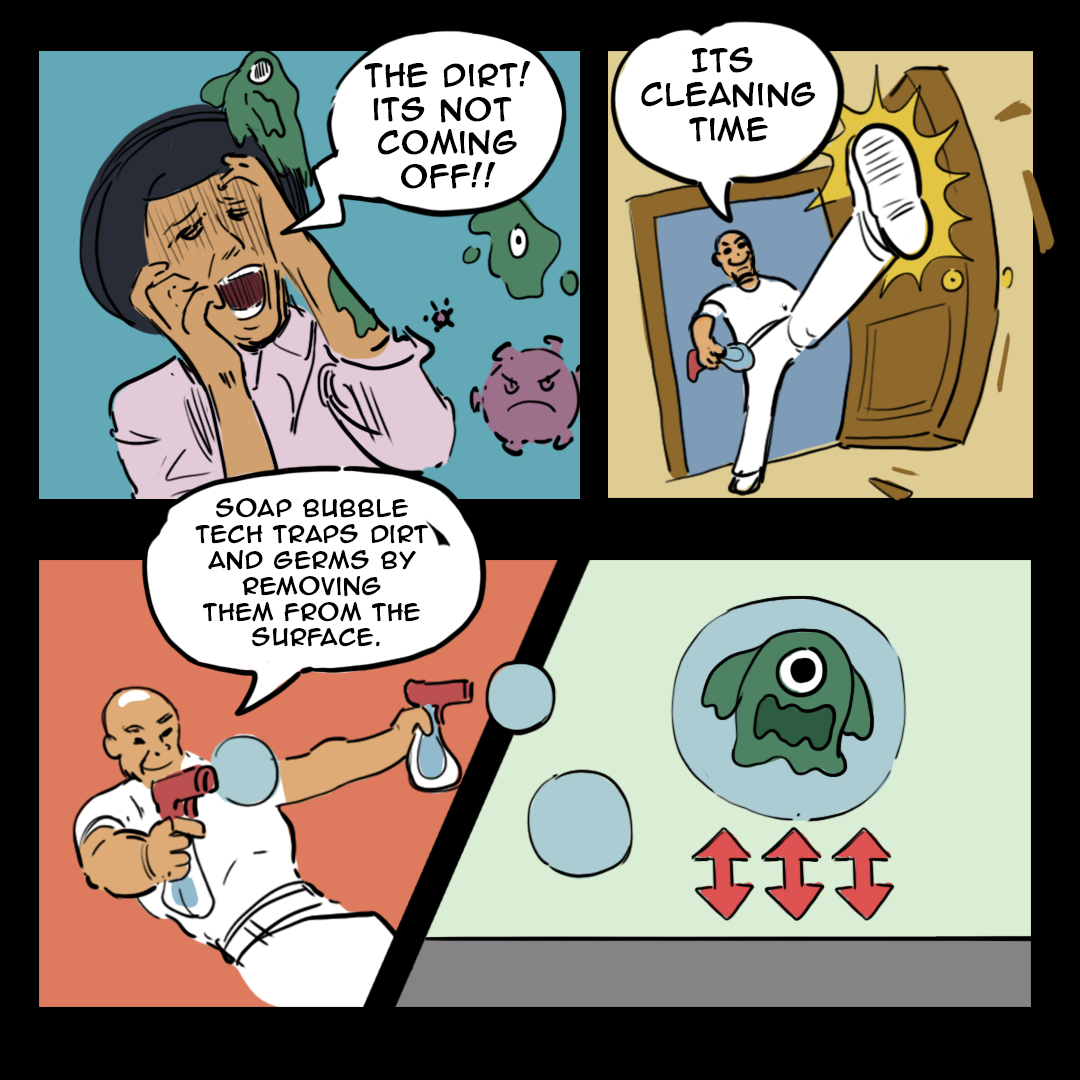 THE DIRT!
ITS NOT
COMING
OFF!!
ITS
CLEANING
TIME
SOAP BUBBLE
TECH TRAPS DIRT
AND GERMS BY
REMOVING
THEM FROM THE
SURFACE.